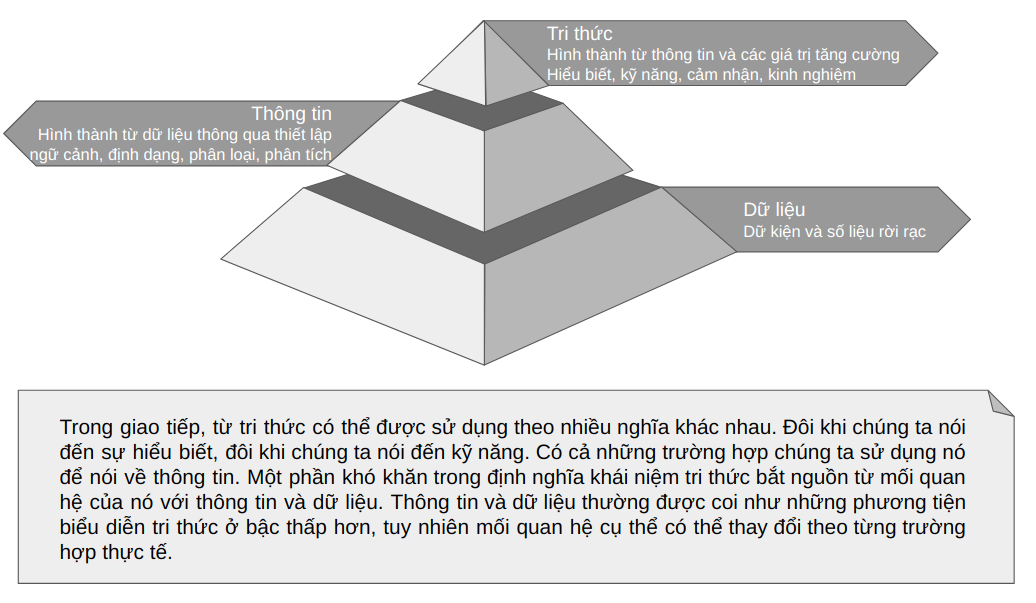 Tri thức
Hình thành từ thông tin và các giá trị tăng cường
Hiểu biết, kỹ năng, cảm nhận, kinh nghiệm
Thông tin
Hình thành từ dữ liệu thông qua thiết lập
ngữ cảnh, định dạng, phân loại, phân tích
Dữ liệu
Dữ kiện và số liệu rời rạc
Trong giao tiếp, từ tri thức có thể được sử dụng theo nhiều nghĩa khác nhau. Đôi khi chúng ta nói
đến sự hiểu biết, đôi khi chúng ta nói đến kỹ năng. Có cả những trường hợp chúng ta sử dụng nó
để nói về thông tin. Một phần khó khăn trong định nghĩa khái niệm tri thức bắt nguồn từ mối quan
hệ của nó với thông tin và dữ liệu. Thông tin và dữ liệu thường được coi như những phương tiện
biểu diễn tri thức ở bậc thấp hơn, tuy nhiên mối quan hệ cụ thể có thể thay đổi theo từng trường
hợp thực tế.